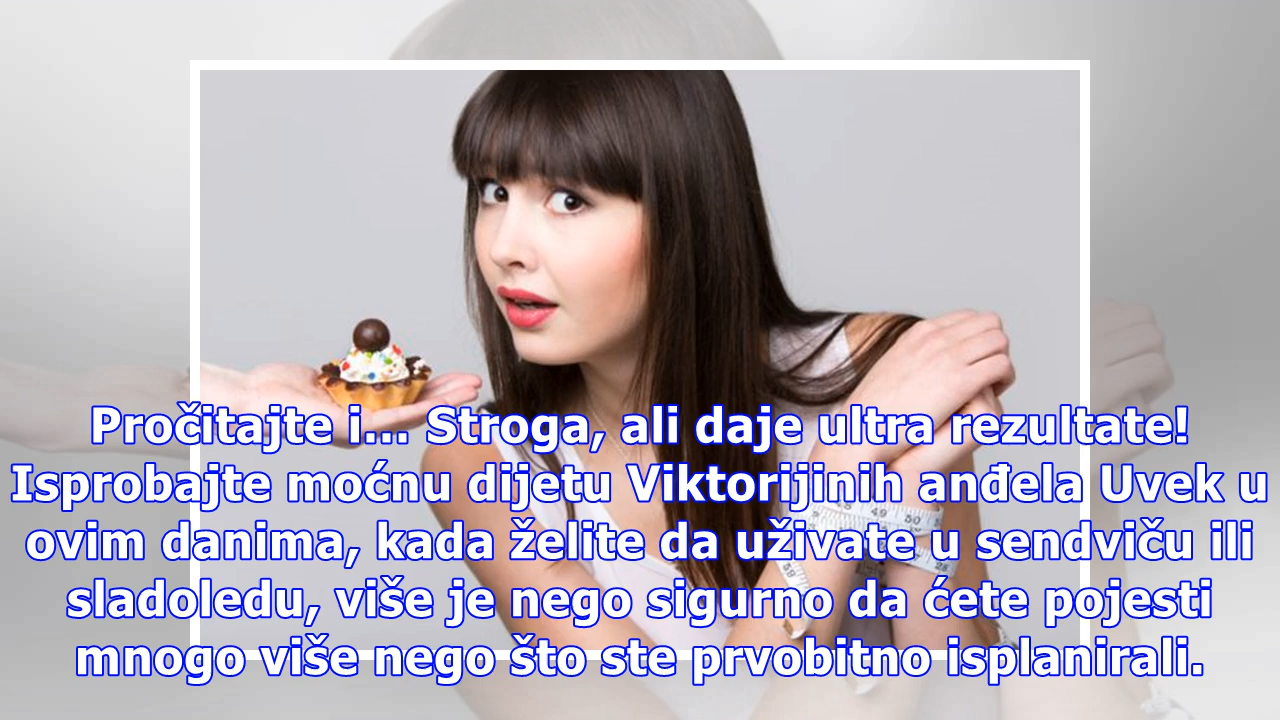 Pročitajte i... Stroga, ali daje ultra rezultate!
Isprobajte moćnu dijetu Viktorijinih anđela Uvek u
ovim danima, kada želite da uživate u sendviču ili
sladoledu, više je nego sigurno da ćete pojesti
mnogo više nego što ste prvobitno isplanirali.